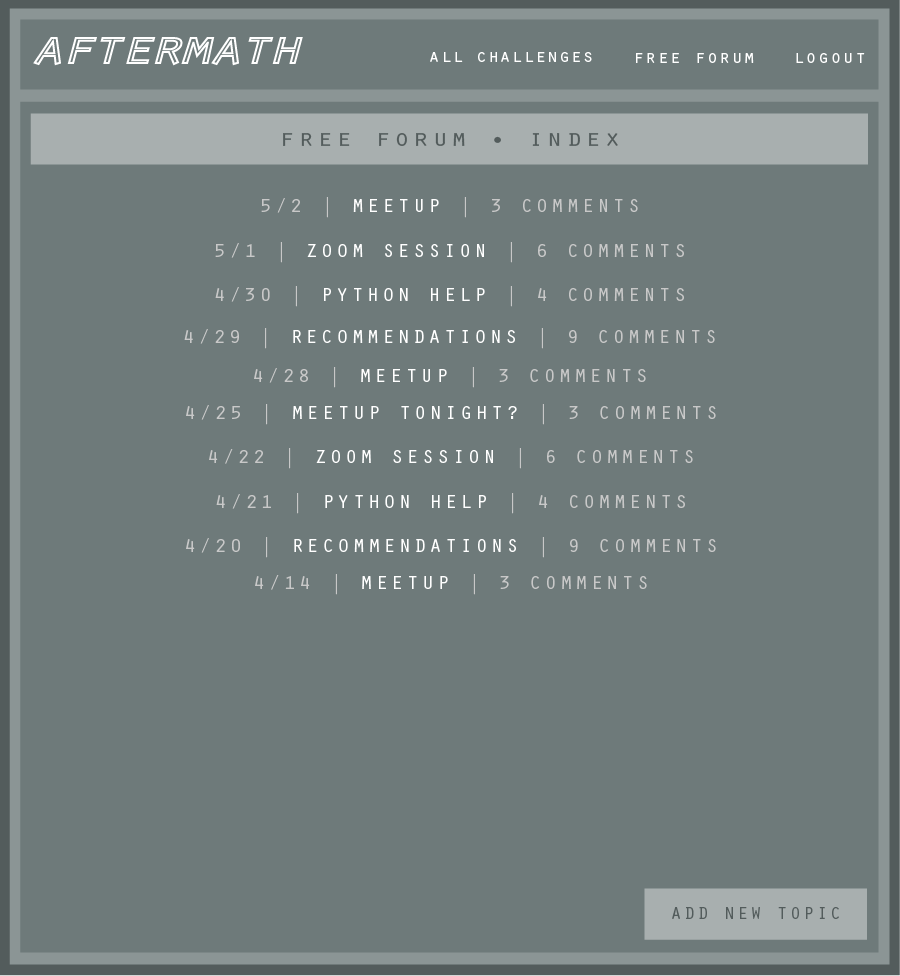 AFTERMATH
ALL CHALLENGES FREE FORUM LOGOUT
FREE FORUM • INDEX
5/2 | MEETUP | 3 COMMENTS
5/1 | ZOOM SESSION | 6 COMMENTS
4/30 | PYTHON HELP | 4 COMMENTS
4/29 | RECOMMENDATIONS | 9 COMMENTS
4/28 | MEETUP | 3 COMMENTS
4/25 | MEETUP TONIGHT? | 3 COMMENTS
4/22 | ZOOM SESSION | 6 COMMENTS
4/21 | PYTHON HELP | 4 COMMENTS
4/20 | RECOMMENDATIONS | 9 COMMENTS
4/14 | MEETUP | 3 COMMENTS
ADD NEW TOPIC